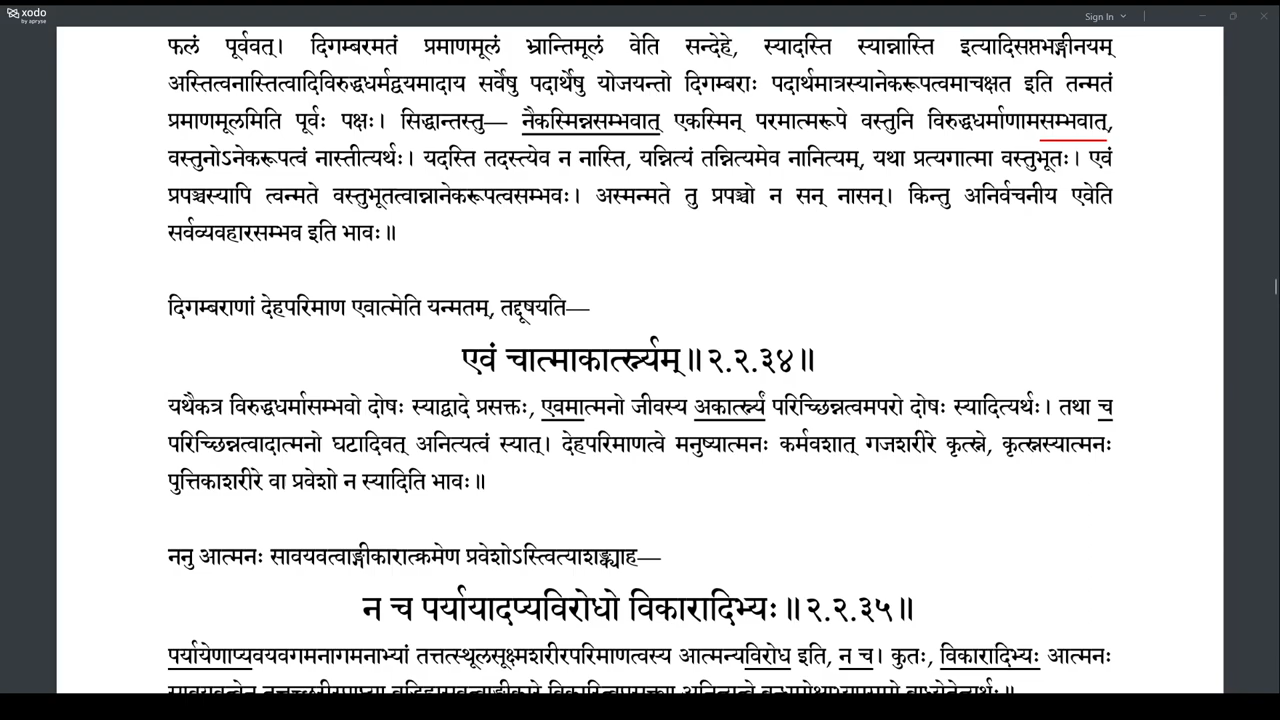 xodo
by apryse
Sign In
फलं पूर्ववत्। दिगम्बरमतं प्रमाणमूलं भ्रान्तिमूलं वेति सन्देहे, स्यादस्ति स्यान्नास्ति इत्यादिसप्तभङ्गीनयम्
अस्तित्वनास्तित्वादिविरुद्धधर्मद्वयमादाय सर्वेषु पदार्थेषु योजयन्तो दिगम्बराः पदार्थमात्रस्यानेकरूपत्वमाचक्षत इति तन्मतं
प्रमाणमूलमिति पूर्वः पक्षः। सिद्धान्तस्तु— नैकस्मिन्नसम्भवात् एकस्मिन् परमात्मरूपे वस्तुनि विरुद्धधर्माणामसम्भवात्,
वस्तुनोऽनेकरूपत्वं नास्तीत्यर्थः। यदस्ति तदस्त्येव न नास्ति, यन्नित्यं तन्नित्यमेव नानित्यम्, यथा प्रत्यगात्मा वस्तुभूतः। एवं
प्रपञ्चस्यापि त्वन्मते वस्तुभूतत्वान्नानेकरूपत्वसम्भवः। अस्मन्मते तु प्रपञ्चो न सन् नासन्। किन्तु अनिर्वचनीय एवेति
सर्वव्यवहारसम्भव इति भावः॥
दिगम्बराणां देहपरिमाण एवात्मेति यन्मतम्, तद्दूषयति—
एवं चात्माकार्त्स्न्यम्॥२.२.३४॥
यथैकत्र विरुद्धधर्मासम्भवो दोषः स्याद्वादे प्रसक्तः, एवमात्मनो जीवस्य अकार्त्स्न्यं परिच्छिन्नत्वमपरो दोषः स्यादित्यर्थः। तथा च
परिच्छिन्नत्वादात्मनो घटादिवत् अनित्यत्वं स्यात्। देहपरिमाणत्वे मनुष्यात्मनः कर्मवशात् गजशरीरे कृत्स्ने, कृत्स्नस्यात्मनः
पुत्तिकाशरीरे वा प्रवेशो न स्यादिति भावः॥
ननु आत्मनः सावयवत्वाङ्गीकारात्क्रमेण प्रवेशोऽस्त्वित्याशङ्क्याह—
न च पर्यायादप्यविरोधो विकारादिभ्यः॥२.२.३५॥
पर्यायेणाप्यवयवगमनागमनाभ्यां तत्तत्स्थूलसूक्ष्मशरीरपरिमाणत्वस्य आत्मन्यविरोध इति, न च। कुतः, विकारादिभ्यः आत्मनः